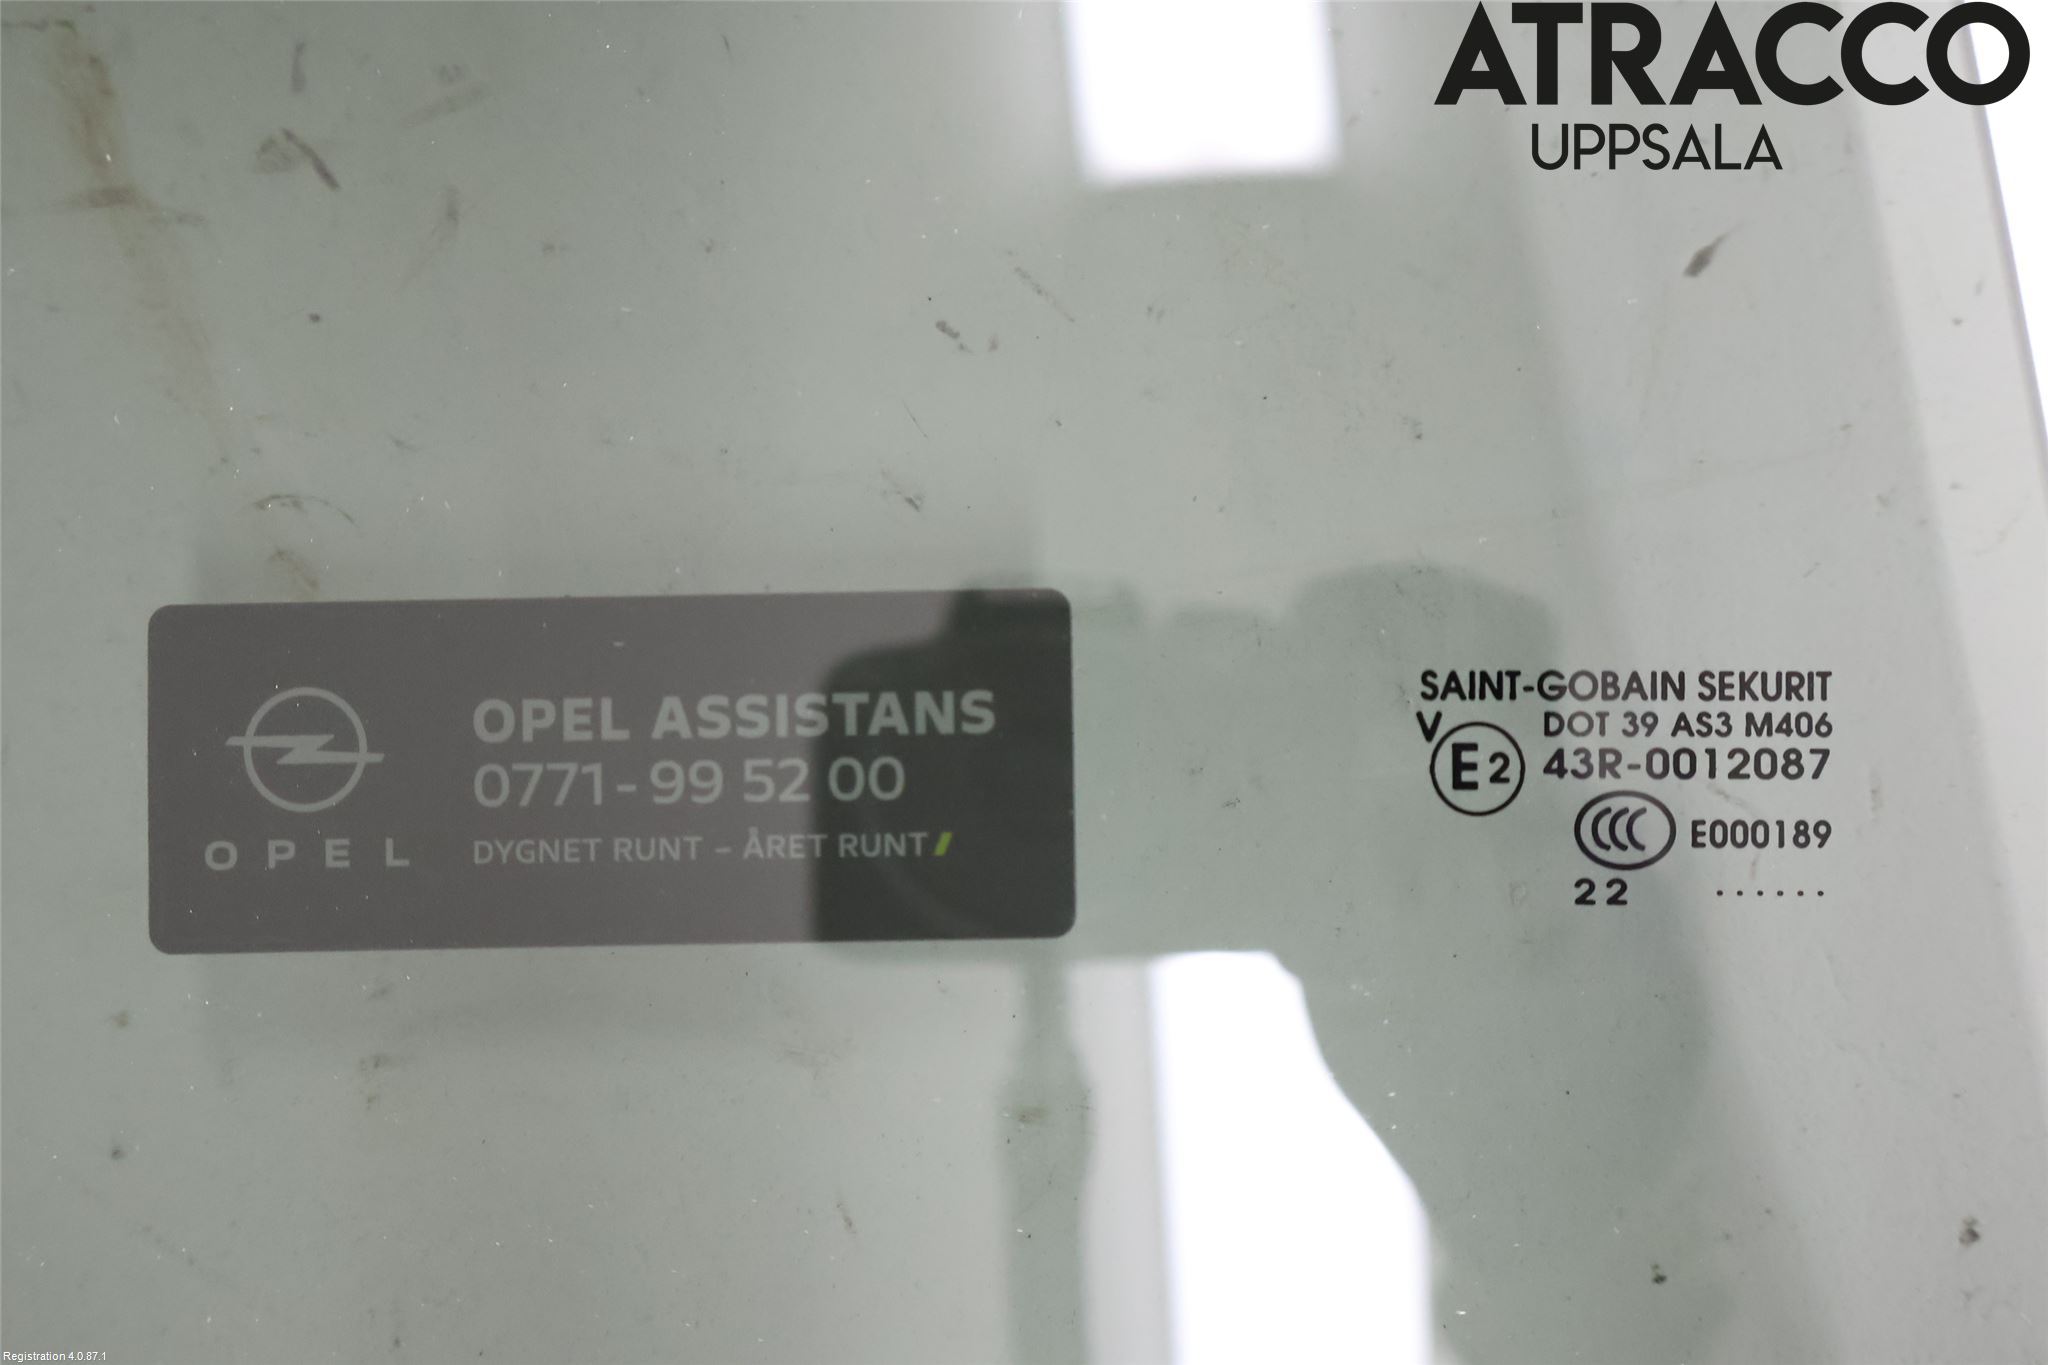 ATRACCO
UPPSALA
OPEL
OPEL ASSISTANS
0771-99 52 00
DYGNET RUNT – ÅRET RUNT
SAINT-GOBAIN SEKURIT
V DOT 39 AS3 M406
E2 43R-0012087
CCC E000189
22 ......
Registration 4.0.87.1